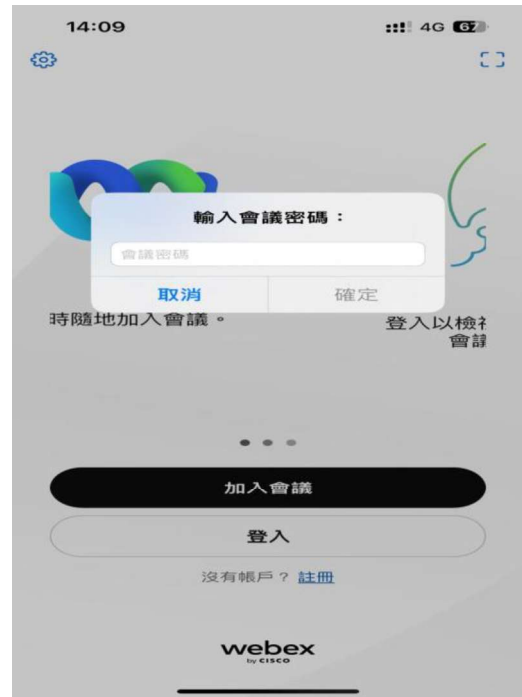 14:09
4G 67
輸入會議密碼：
會議密碼
取消
確定
時隨地加入會議。
登入以檢
會議
加入會議
登入
沒有帳戶？ 註冊
webex
by CISCO